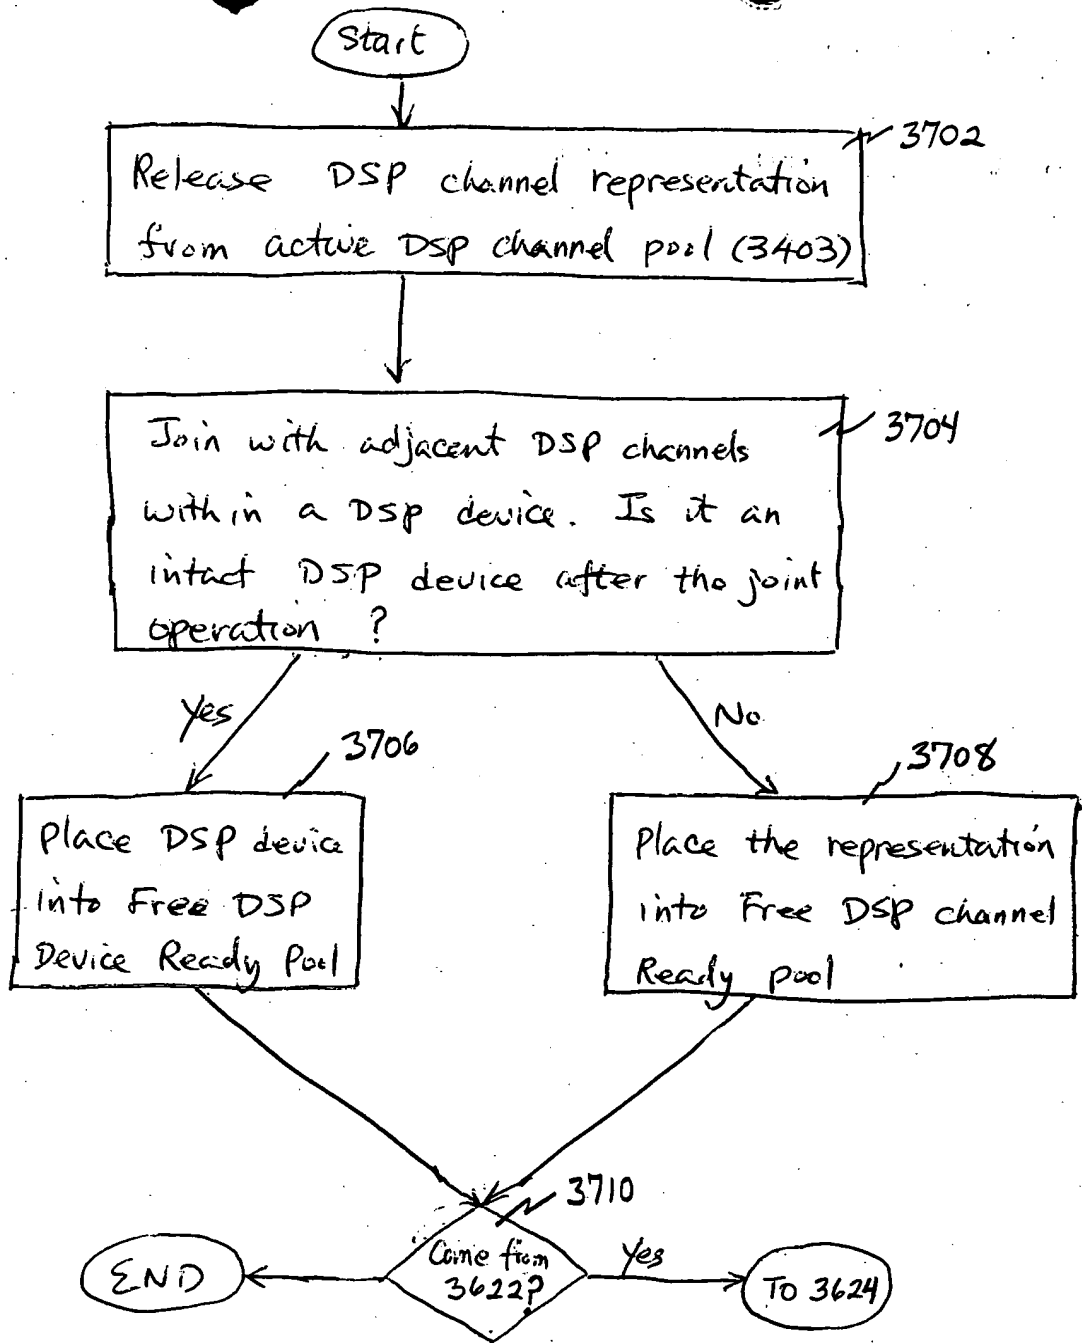 Start
3702
Release DSP channel representation
from active DSP channel pool (3403)
3704
Join with adjacent DSP channels
within a DSP device. Is it an
intact DSP device after the joint
operation ?
Yes
No
3706
3708
Place DSP device
into Free DSP
Device Ready Pool
Place the representation
into Free DSP channel
Ready pool
3710
Came from
3622?
Yes
END
TO 3624